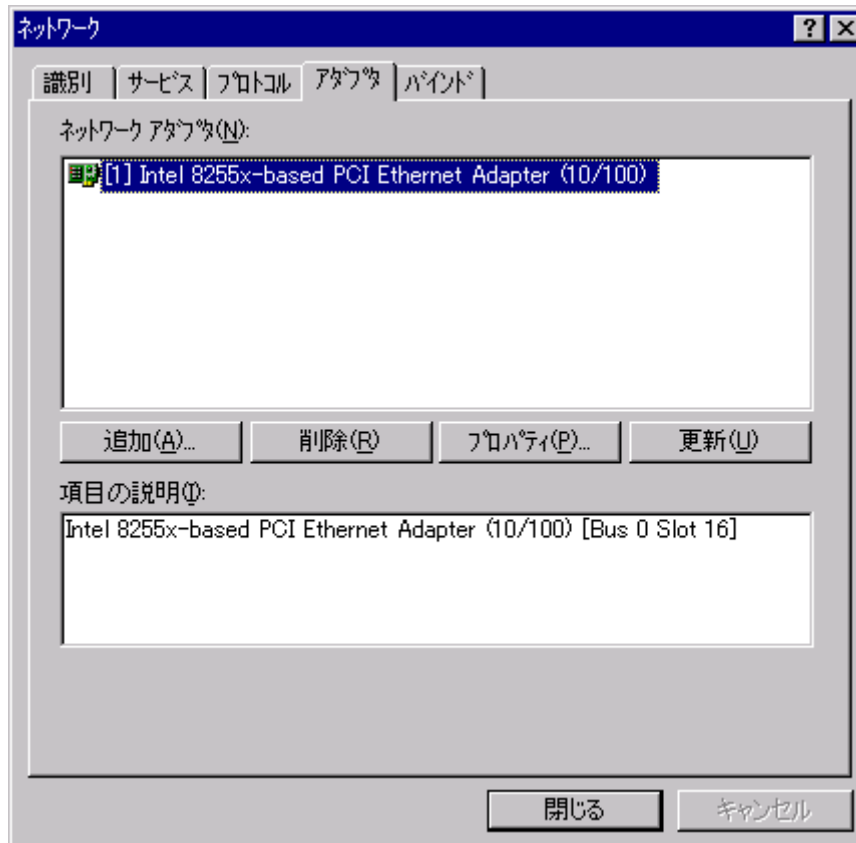 ネットワーク
識別 サービス プロトコル アダプタ バインド
ネットワーク アダプタ(N):
[1] Intel 8255x-based PCI Ethernet Adapter (10/100)
追加(A)... 削除(R) プロパティ(P)... 更新(U)
項目の説明(I):
Intel 8255x-based PCI Ethernet Adapter (10/100) [Bus 0 Slot 16]
閉じる キャンセル